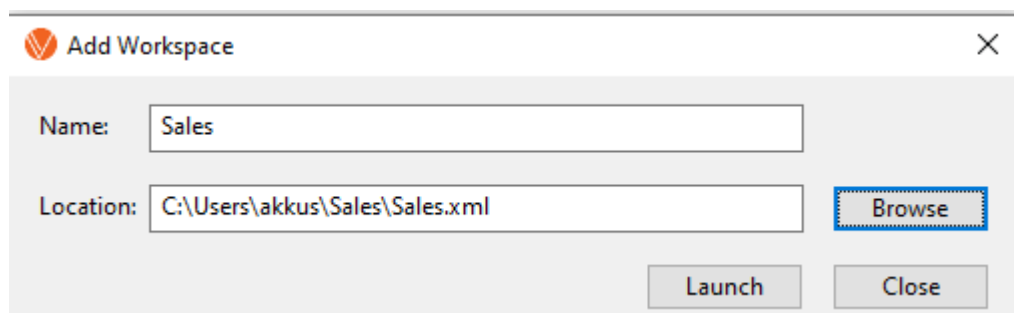 Add Workspace
Name: Sales
Location: C:\Users\akkus\Sales\Sales.xml Browse
Launch Close